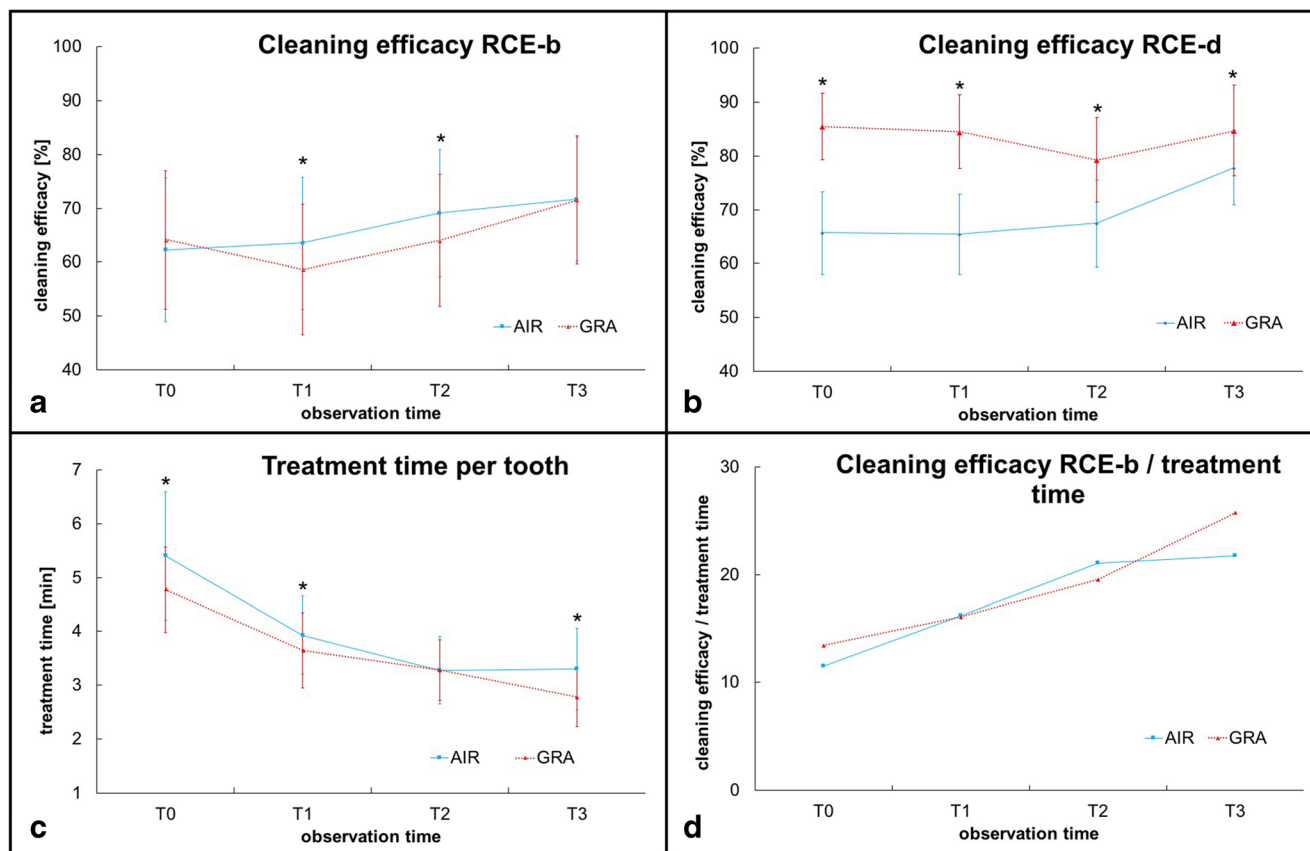 Cleaning efficacy RCE-b
100
90
80
70
60
50
40
cleaning efficacy [%]
*
*
AIR GRA
T0 T1 T2 T3
observation time
a
Cleaning efficacy RCE-d
100
90
80
70
60
50
40
cleaning efficacy [%]
*
*
*
*
AIR GRA
T0 T1 T2 T3
observation time
b
Treatment time per tooth
7
6
5
4
3
2
1
treatment time [min]
*
*
*
AIR GRA
T0 T1 T2 T3
observation time
c
Cleaning efficacy RCE-b / treatment
time
30
20
10
0
cleaning efficacy / treatment time
AIR GRA
T0 T1 T2 T3
observation time
d